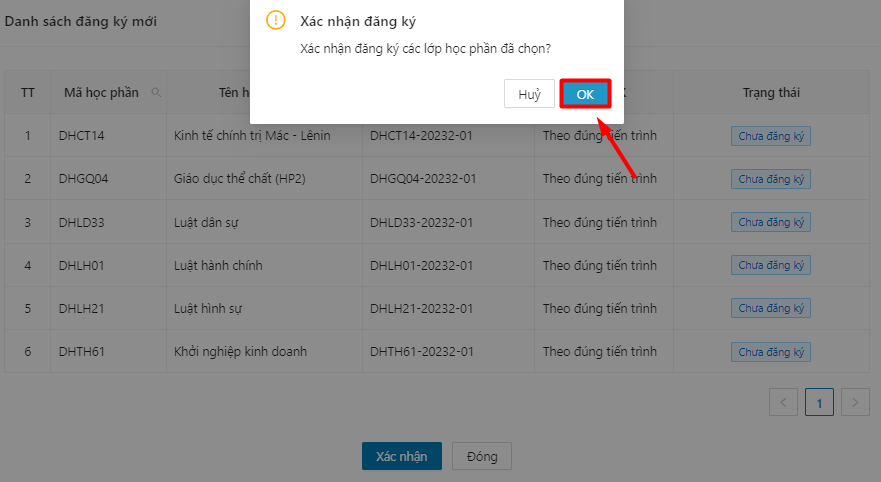 Danh sách đăng ký mới
Xác nhận đăng ký
Xác nhận đăng ký các lớp học phần đã chọn?
Huỷ OK
TT Mã học phần Tên h K Trạng thái
1 DHCT14 Kinh tế chính trị Mác - Lênin DHCT14-20232-01 Theo đúng tiến trình Chưa đăng ký
2 DHGQ04 Giáo dục thể chất (HP2) DHGQ04-20232-01 Theo đúng tiến trình Chưa đăng ký
3 DHLD33 Luật dân sự DHLD33-20232-01 Theo đúng tiến trình Chưa đăng ký
4 DHLH01 Luật hành chính DHLH01-20232-01 Theo đúng tiến trình Chưa đăng ký
5 DHLH21 Luật hình sự DHLH21-20232-01 Theo đúng tiến trình Chưa đăng ký
6 DHTH61 Khởi nghiệp kinh doanh DHTH61-20232-01 Theo đúng tiến trình Chưa đăng ký
< 1 >
Xác nhận Đóng